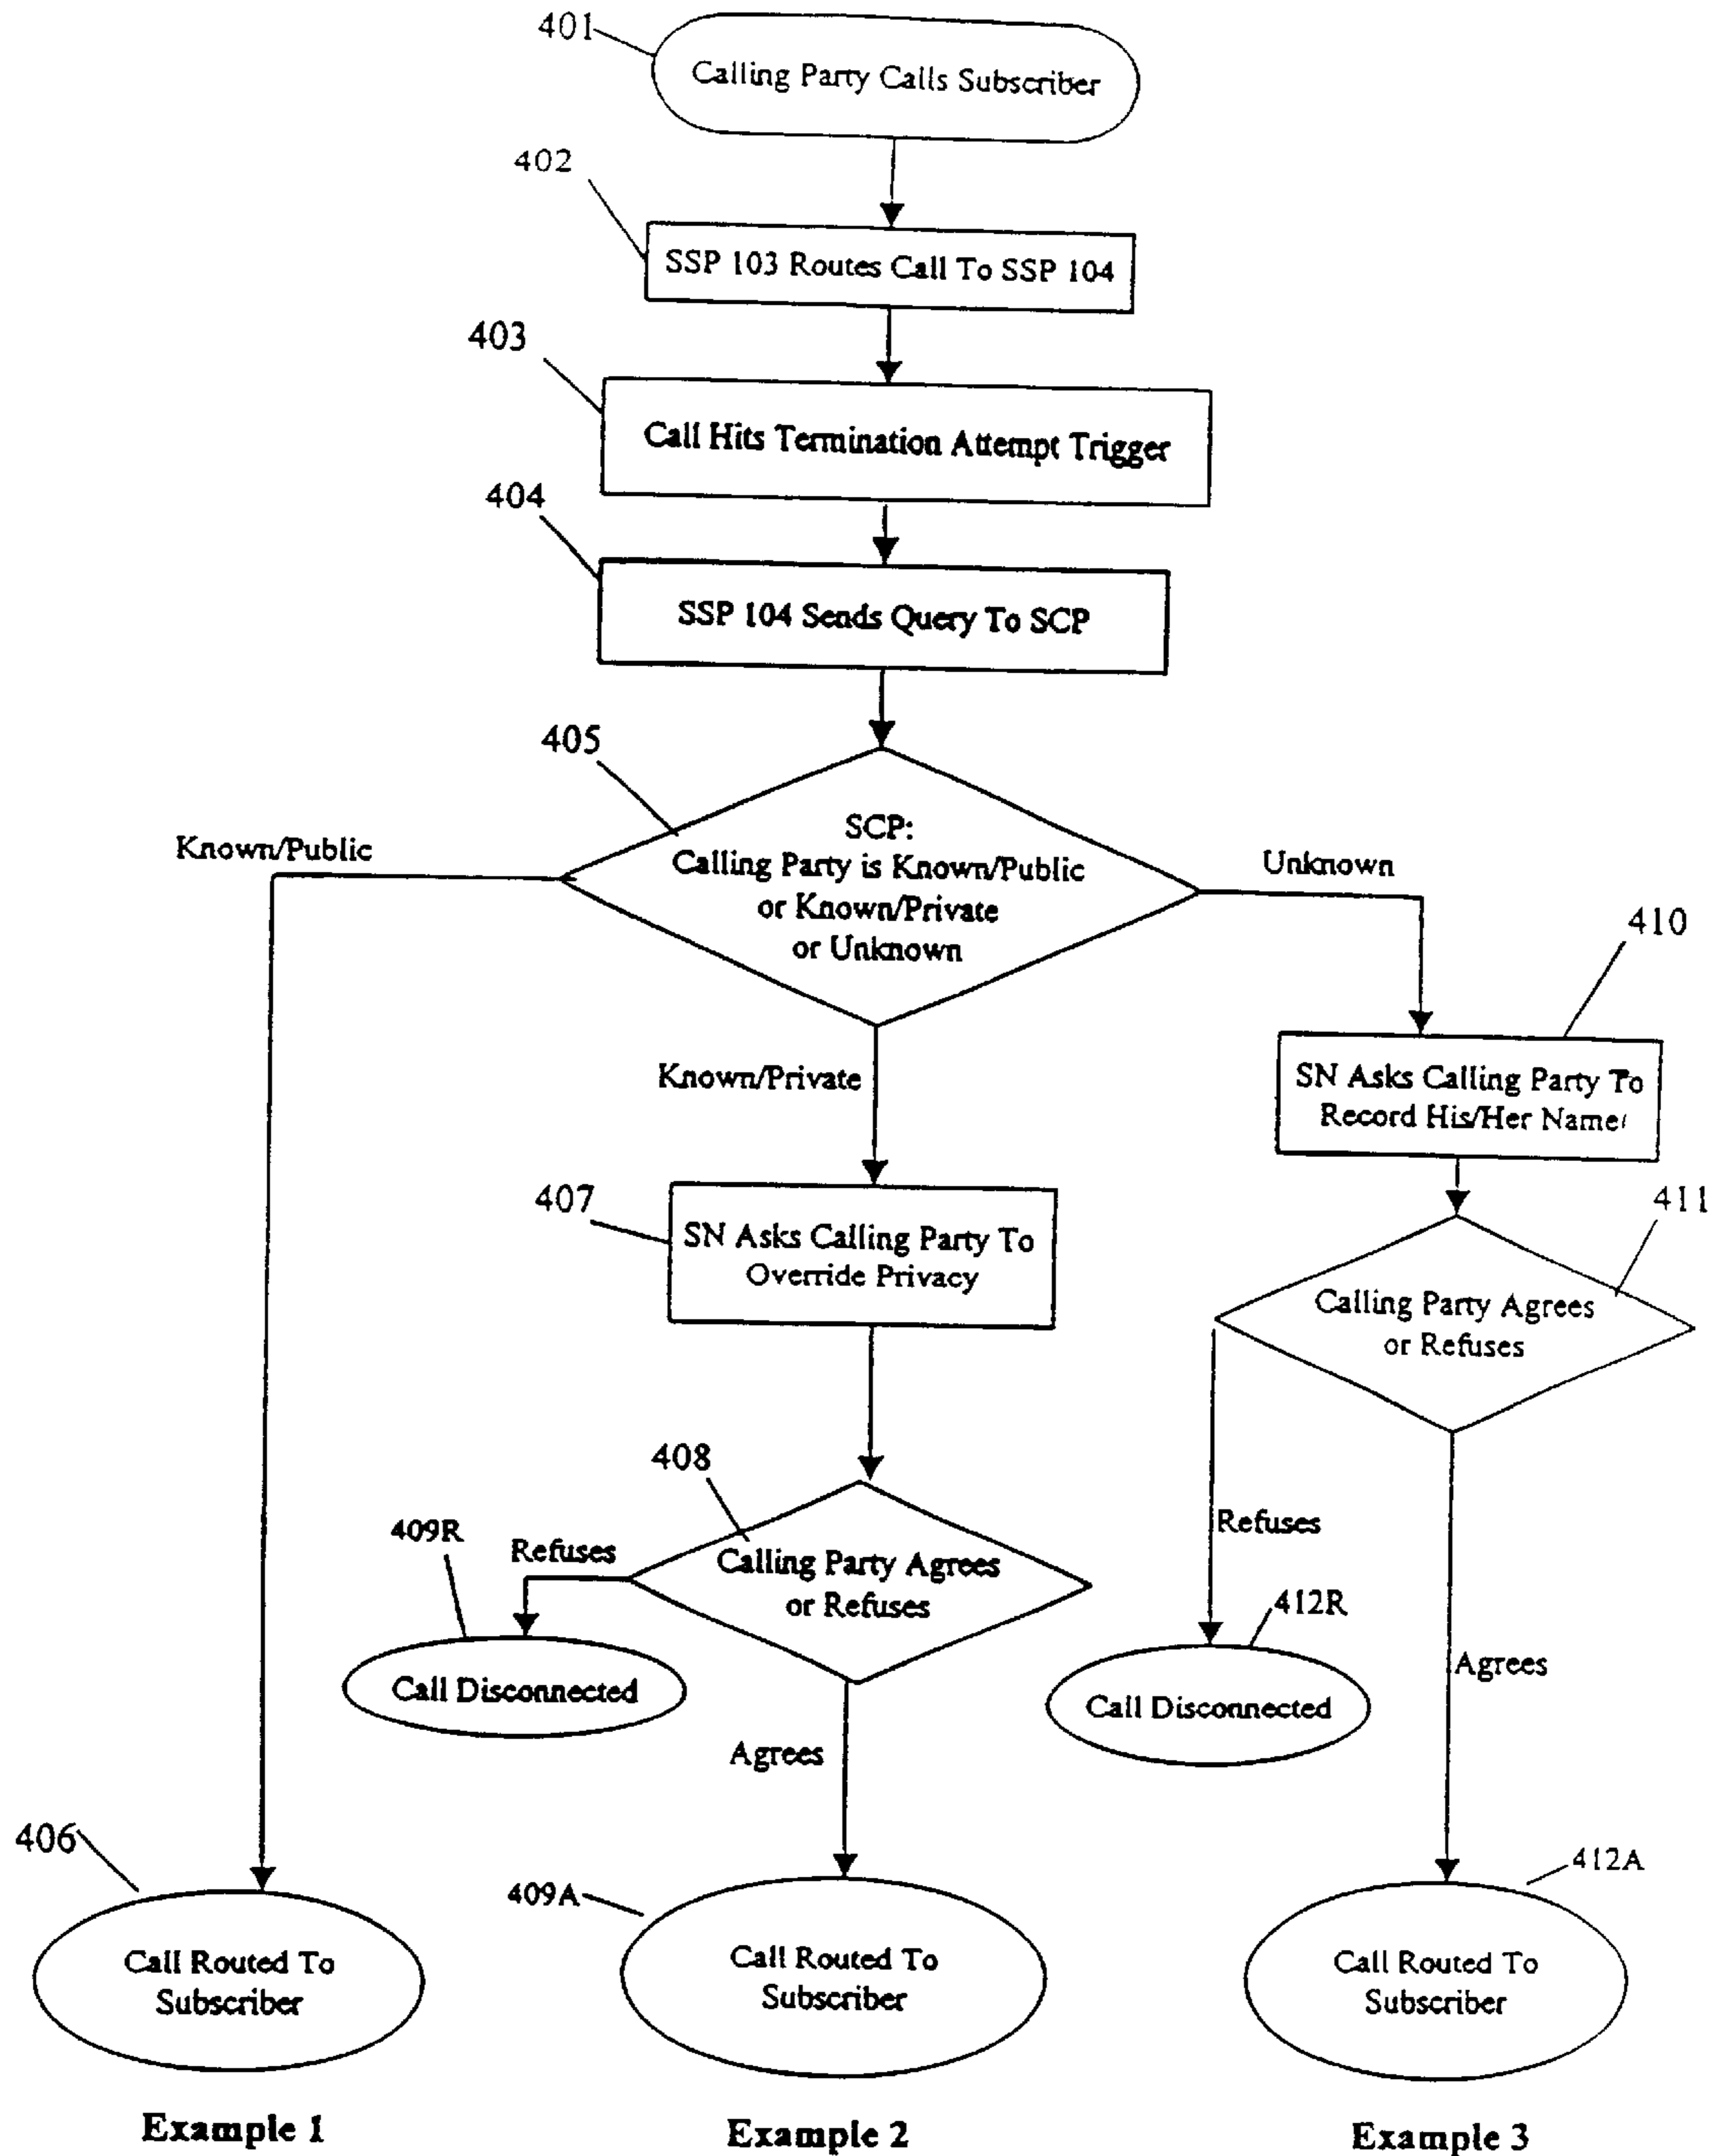 401
Calling Party Calls Subscriber
402
SSP 103 Routes Call To SSP 104
403
Call Hits Termination Attempt Trigger
404
SSP 104 Sends Query To SCP
405
SCP:
Calling Party is Known/Public
or Known/Private
or Unknown
Known/Public
Unknown
Known/Private
410
SN Asks Calling Party To
Record His/Her Name
407
SN Asks Calling Party To
Override Privacy
411
Calling Party Agrees
or Refuses
408
Calling Party Agrees
or Refuses
409R
Refuses
Call Disconnected
Refuses
412R
Call Disconnected
Agrees
Agrees
406
Call Routed To
Subscriber
409A
Call Routed To
Subscriber
412A
Call Routed To
Subscriber
Example 1
Example 2
Example 3